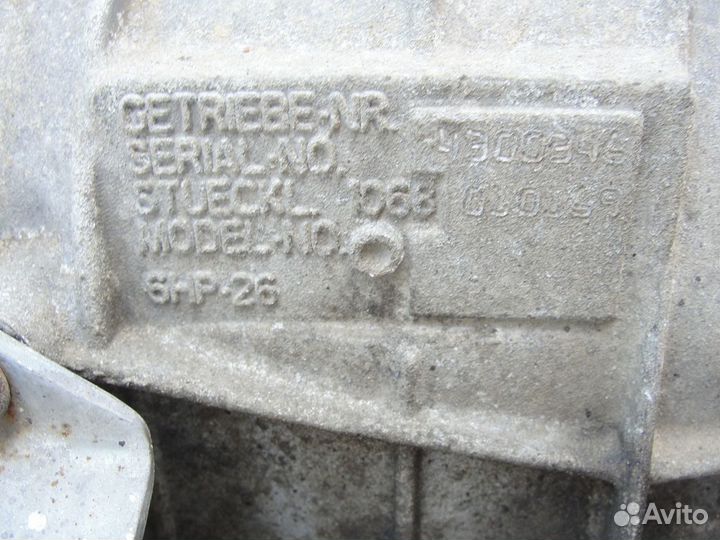 GETRIEBE-NR.
SERIAL-NO.
STUECKL. 1068
MODEL-NO.
6HP-26
Avito